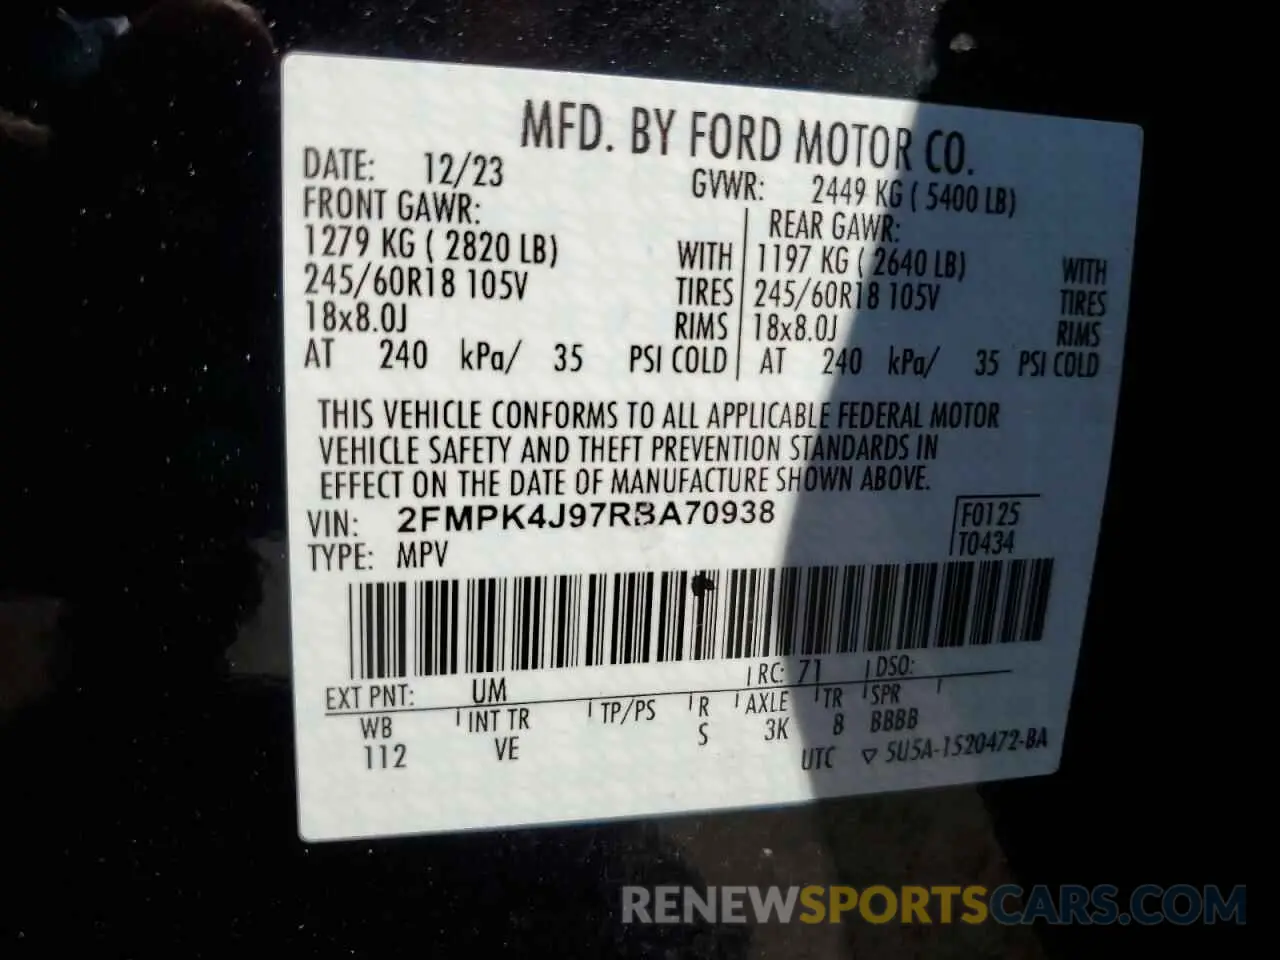 MFD. BY FORD MOTOR CO.
DATE: 12/23 GVWR: 2449 KG ( 5400 LB)
FRONT GAWR: REAR GAWR:
1279 KG ( 2820 LB) WITH 1197 KG ( 2640 LB) WITH
245/60R18 105V TIRES 245/60R18 105V TIRES
18x8.0J RIMS 18x8.0J RIMS
AT 240 kPa/ 35 PSI COLD AT 240 kPa/ 35 PSI COLD
THIS VEHICLE CONFORMS TO ALL APPLICABLE FEDERAL MOTOR
VEHICLE SAFETY AND THEFT PREVENTION STANDARDS IN
EFFECT ON THE DATE OF MANUFACTURE SHOWN ABOVE.
VIN: 2FMPK4J97RBA70938 F0125
TYPE: MPV T0434
EXT PNT: UM RC: 71 DSO:
WB INT TR TP/PS R AXLE TR SPR
112 VE S 3K 8 BBBB
UTC ▽ 5U5A-1520472-BA
RENEWSPORTSCARS.COM